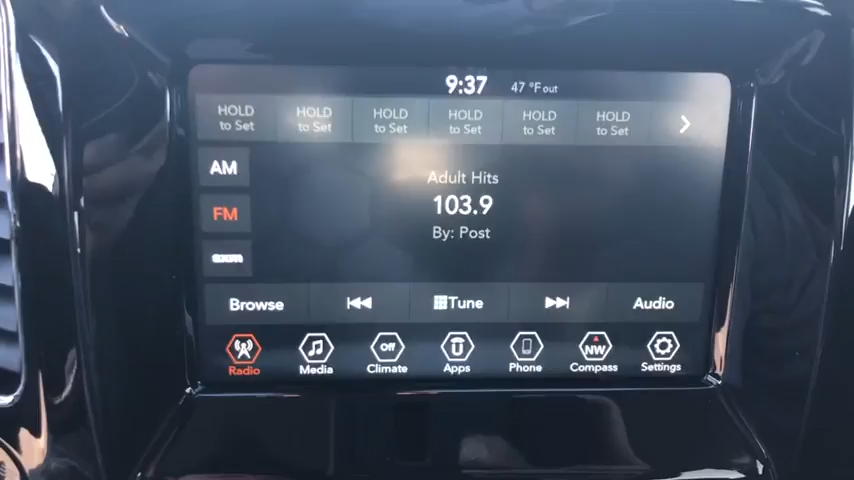 9:37 47 °F out
HOLD to Set
HOLD to Set
HOLD to Set
HOLD to Set
HOLD to Set
HOLD to Set
AM
FM
sxm
Adult Hits
103.9
By: Post
Browse
Tune
Audio
Off
U
NW
Radio Media Climate Apps Phone Compass Settings